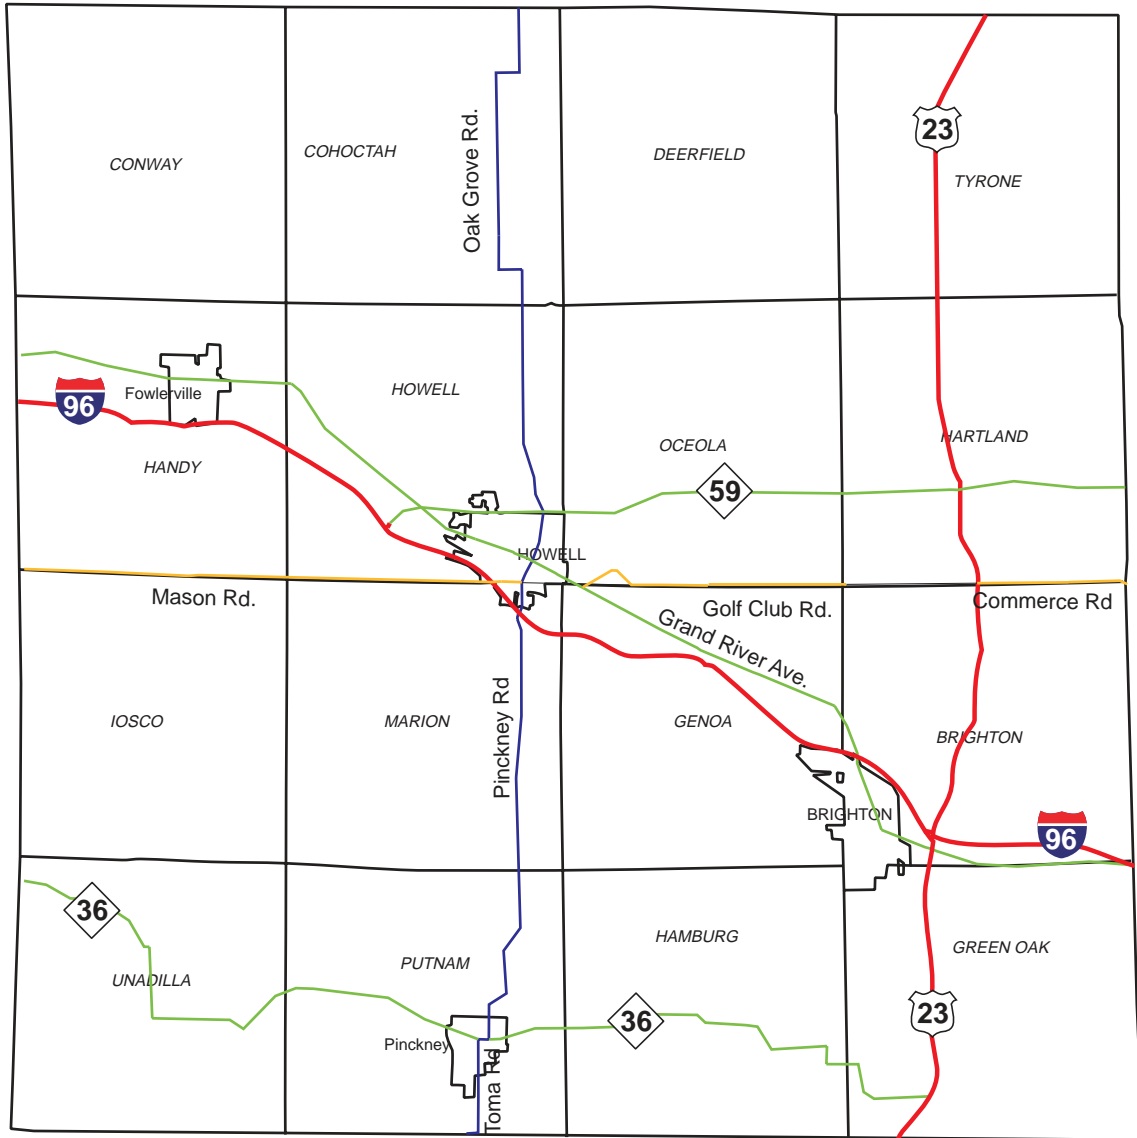 23
Oak Grove Rd.
COHOCTAH
DEERFIELD
CONWAY
TYRONE
Fowlerville
HOWELL
96
HARTLAND
OCEOLA
HANDY
59
HOWELL
Mason Rd.
Golf Club Rd.
Commerce Rd
Grand River Ave.
IOSCO
MARION
Pinckney Rd
GENOA
BRIGHTON
BRIGHTON
96
36
HAMBURG
GREEN OAK
PUTNAM
UNADILLA
23
36
Pinckney
Toma Rd